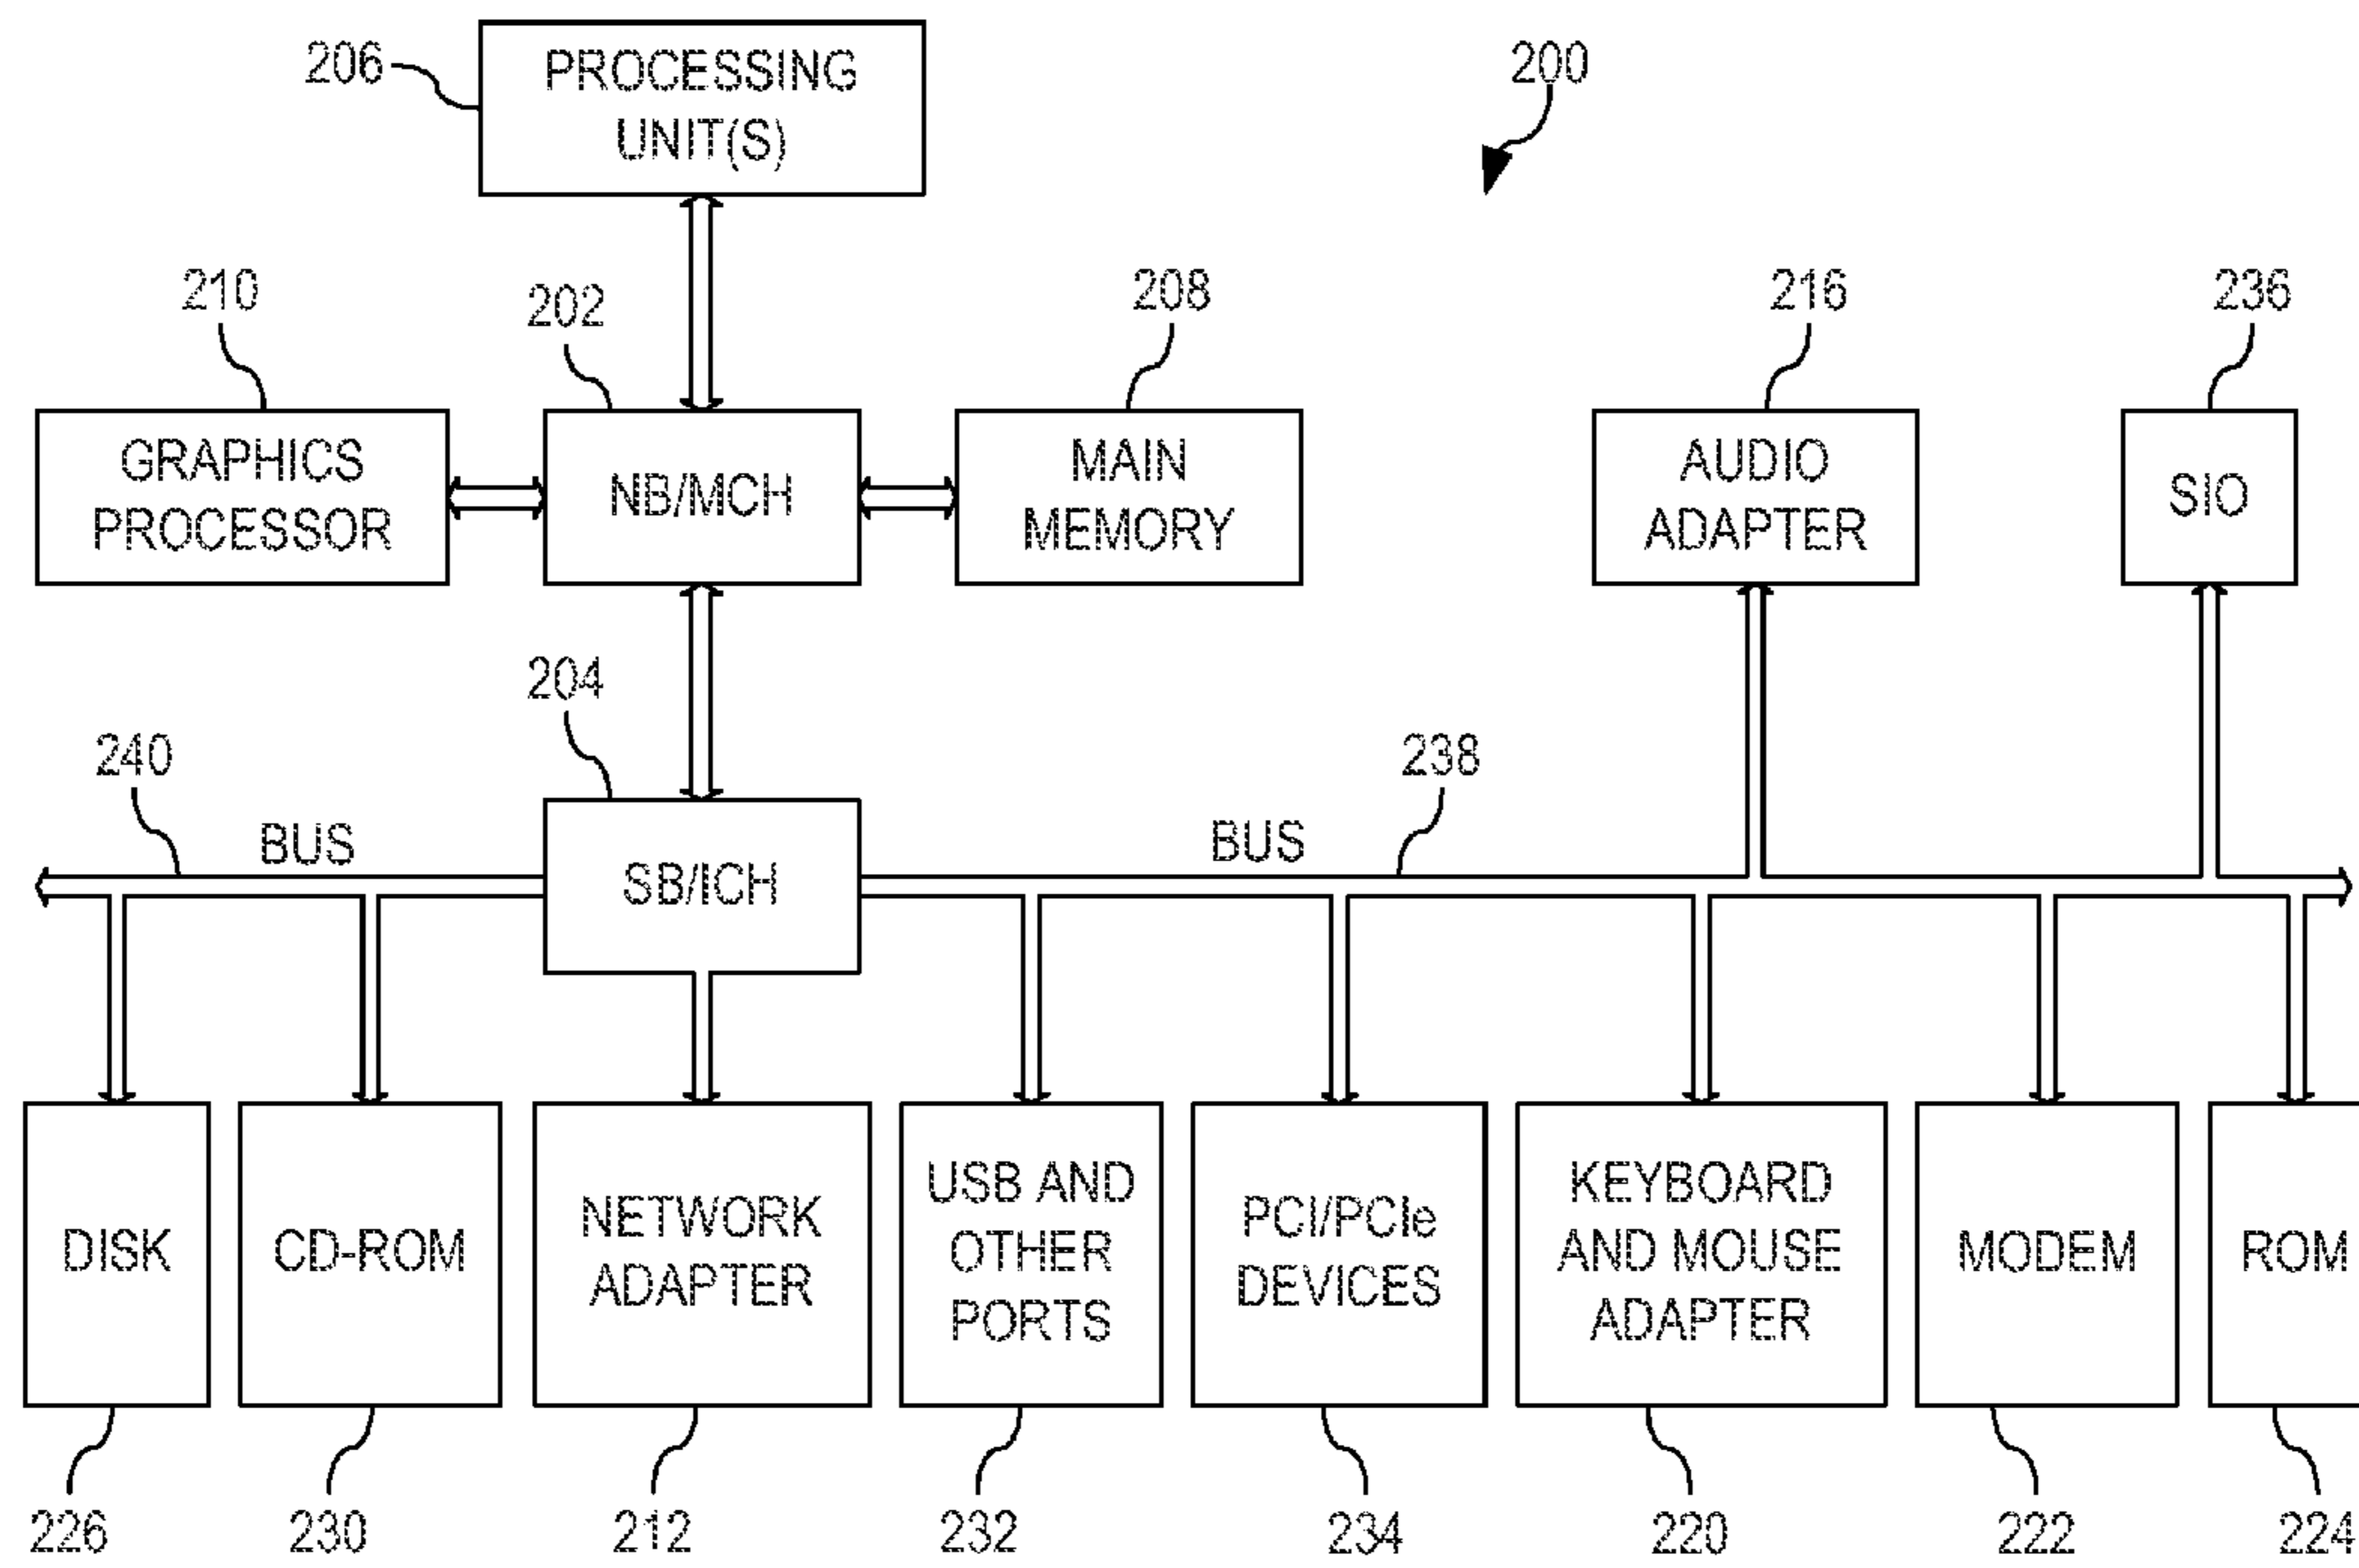 206
PROCESSING
UNIT(S)
200
210
202
208
216
236
GRAPHICS
PROCESSOR
NB/MCH
MAIN
MEMORY
AUDIO
ADAPTER
SIO
204
240
238
BUS
BUS
SB/ICH
DISK
CD-ROM
NETWORK
ADAPTER
USB AND
OTHER
PORTS
PCI/PCIe
DEVICES
KEYBOARD
AND MOUSE
ADAPTER
MODEM
ROM
226
230
212
232
234
220
222
224